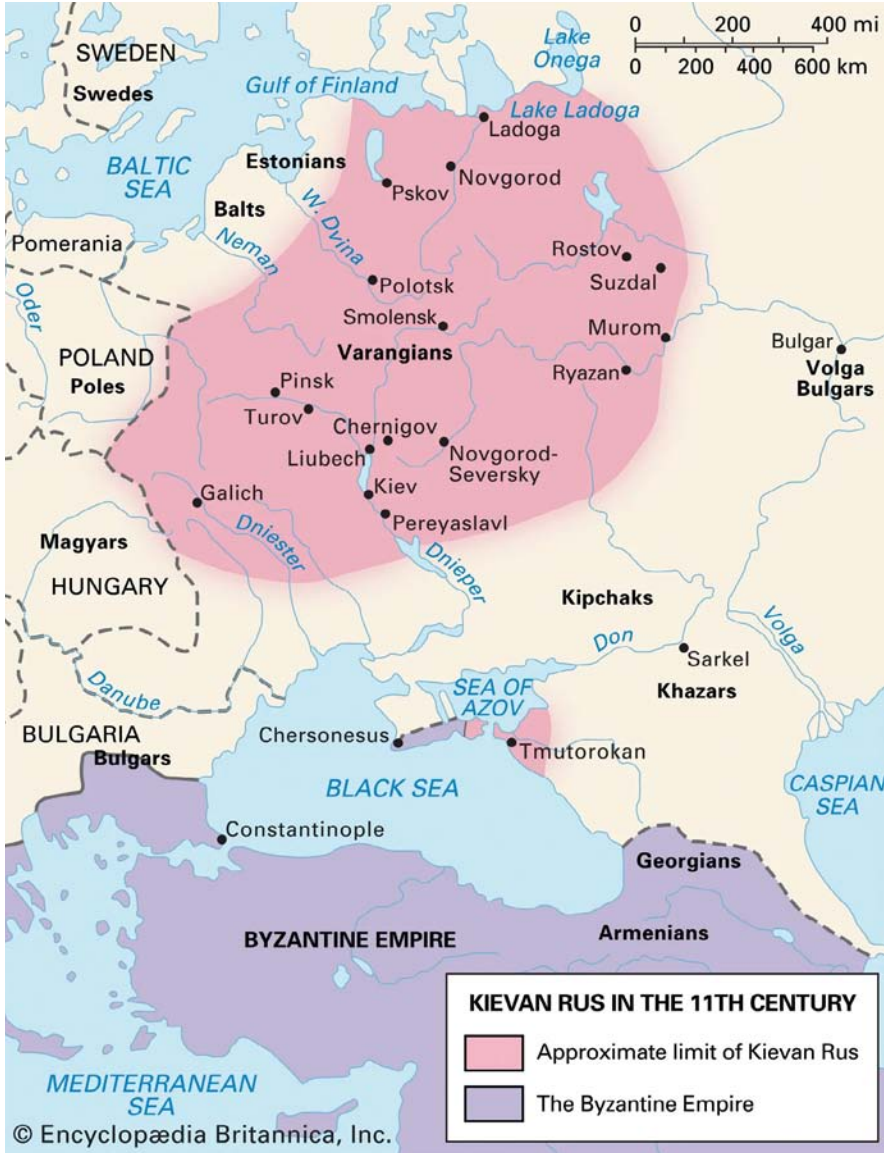 SWEDEN
Swedes
0 200 400 mi
0 200 400 600 km
Lake
Onega
Gulf of Finland
Lake Ladoga
Ladoga
BALTIC
SEA
Estonians
Novgorod
Pskov
Balts
W. Dvina
Neman
Pomerania
Rostov
Suzdal
Oder
Polotsk
Smolensk
Murom
Bulgar
Volga
Bulgars
POLAND
Poles
Varangians
Ryazan
Pinsk
Turov
Chernigov
Liubech
Novgorod-
Seversky
Kiev
Galich
Pereyaslavl
Dniester
Dnieper
Magyars
HUNGARY
Kipchaks
Volga
Don
Sarkel
Danube
SEA OF
AZOV
Khazars
BULGARIA
Bulgars
Chersonesus
Tmutorokan
BLACK SEA
CASPIAN
SEA
Constantinople
Georgians
BYZANTINE EMPIRE
Armenians
KIEVAN RUS IN THE 11TH CENTURY
Approximate limit of Kievan Rus
The Byzantine Empire
MEDITERRANEAN
SEA
© Encyclopædia Britannica, Inc.